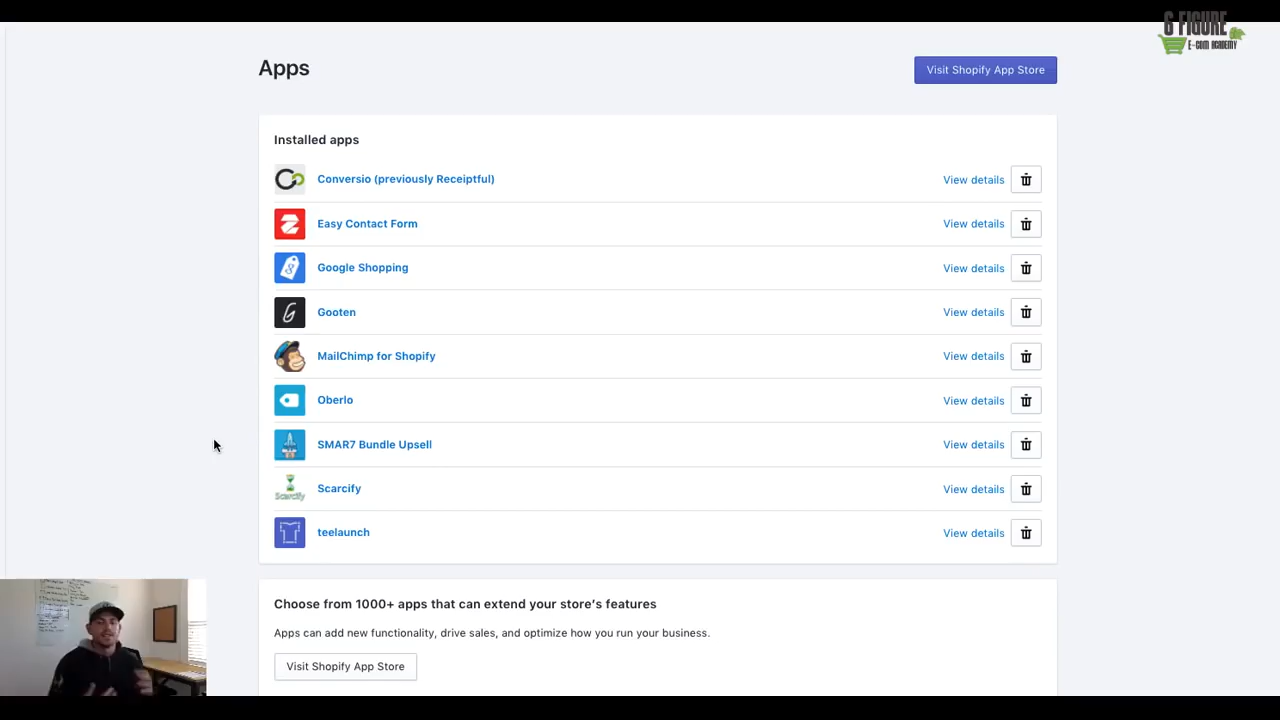 6 FIGURE
E-COM ACADEMY
Apps
Visit Shopify App Store
Installed apps
Conversio (previously Receiptful)
View details
Easy Contact Form
View details
Google Shopping
View details
Gooten
View details
MailChimp for Shopify
View details
Oberlo
View details
SMAR7 Bundle Upsell
View details
Scarcify
Scarcify
View details
teelaunch
View details
Choose from 1000+ apps that can extend your store's features
Apps can add new functionality, drive sales, and optimize how you run your business.
Visit Shopify App Store